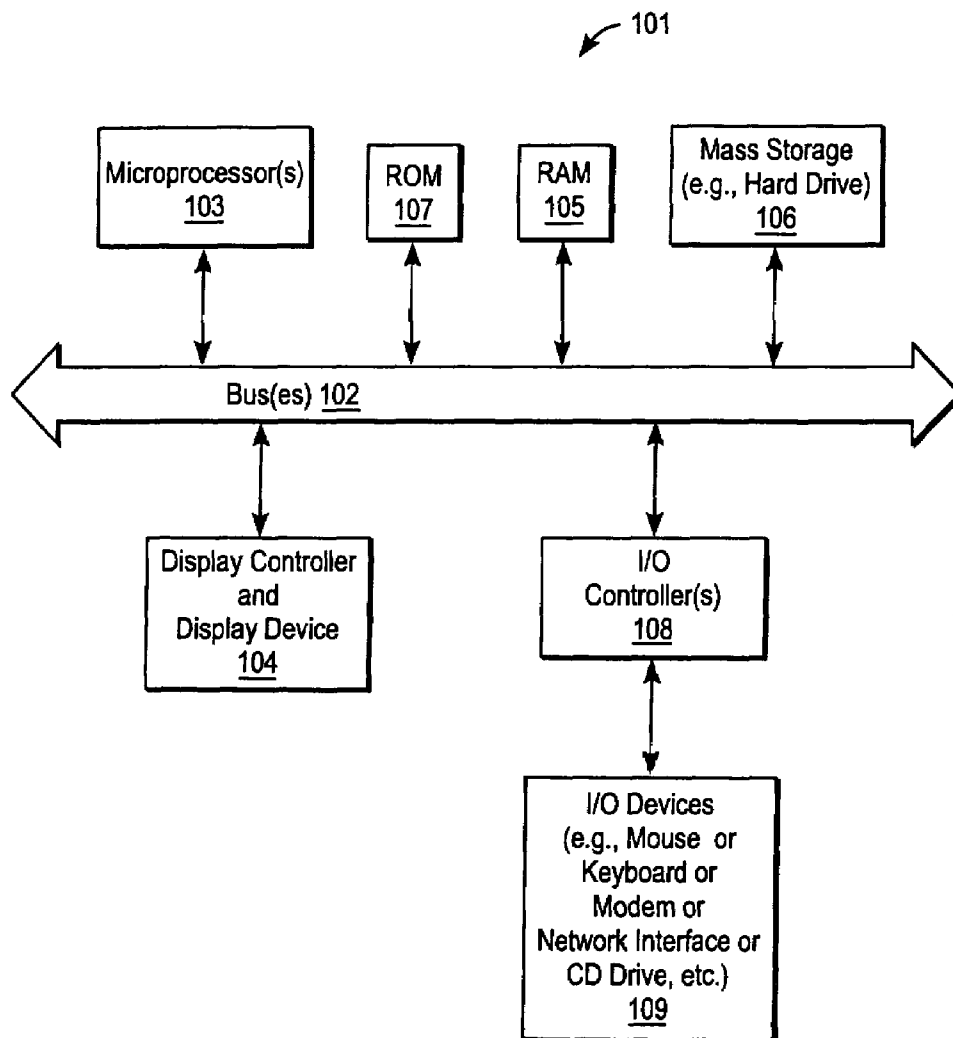 101
Microprocessor(s)
103
ROM
107
RAM
105
Mass Storage
(e.g., Hard Drive)
106
Bus(es) 102
Display Controller
and
Display Device
104
I/O
Controller(s)
108
I/O Devices
(e.g., Mouse or
Keyboard or
Modem or
Network Interface or
CD Drive, etc.)
109